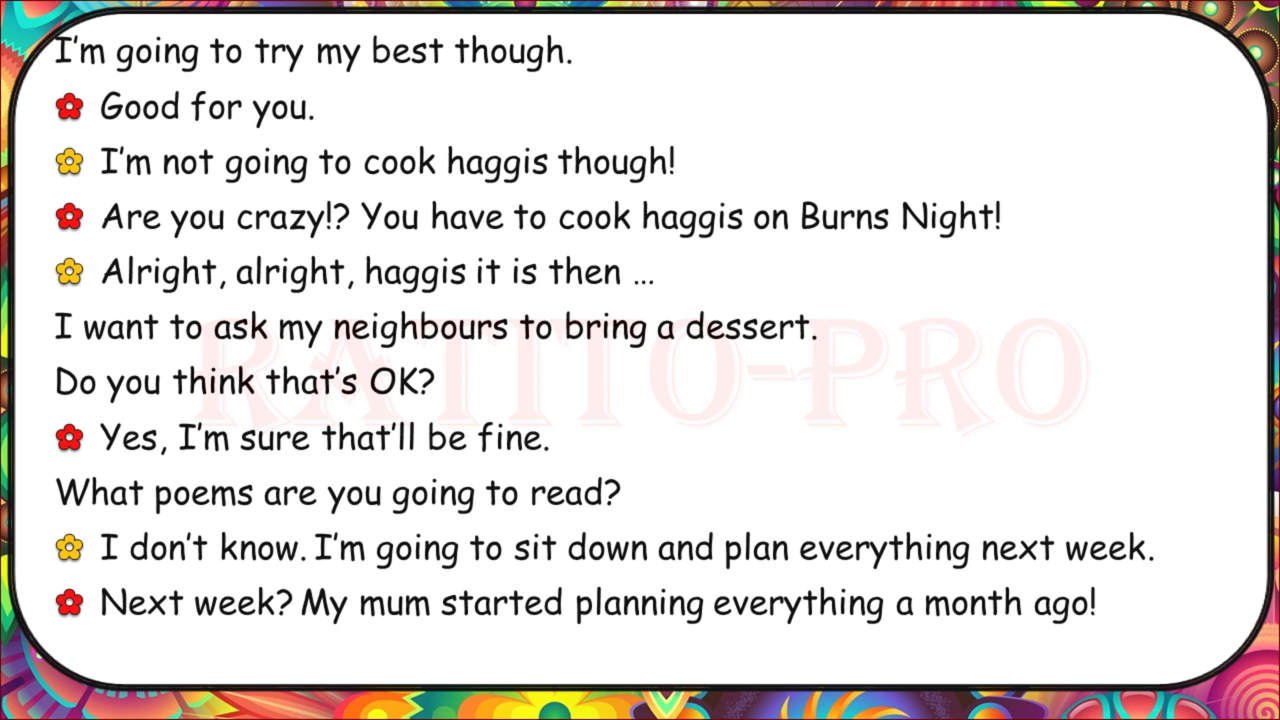 I'm going to try my best though.
Good for you.
I'm not going to cook haggis though!
Are you crazy!? You have to cook haggis on Burns Night!
Alright, alright, haggis it is then ...
I want to ask my neighbours to bring a dessert.
Do you think that's OK?
Yes, I'm sure that'll be fine.
What poems are you going to read?
I don't know. I'm going to sit down and plan everything next week.
Next week? My mum started planning everything a month ago!
RATITO-PRO